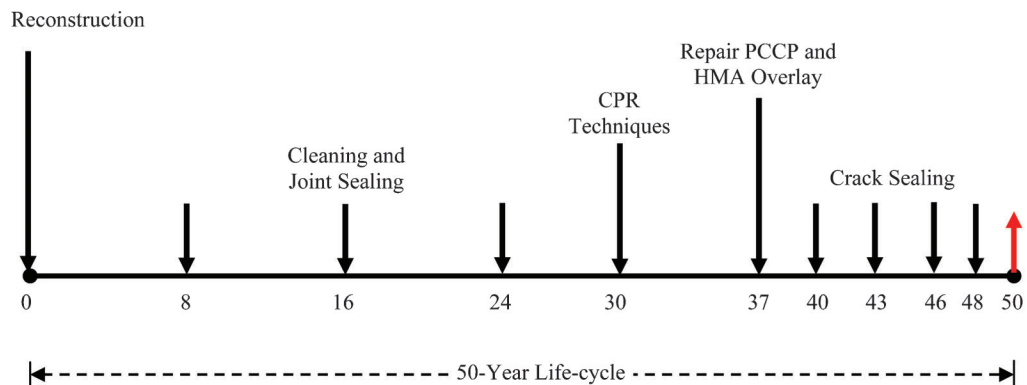 Reconstruction
Repair PCCP and
HMA Overlay
CPR
Techniques
Cleaning and
Joint Sealing
Crack Sealing
0 8 16 24 30 37 40 43 46 48 50
50-Year Life-cycle